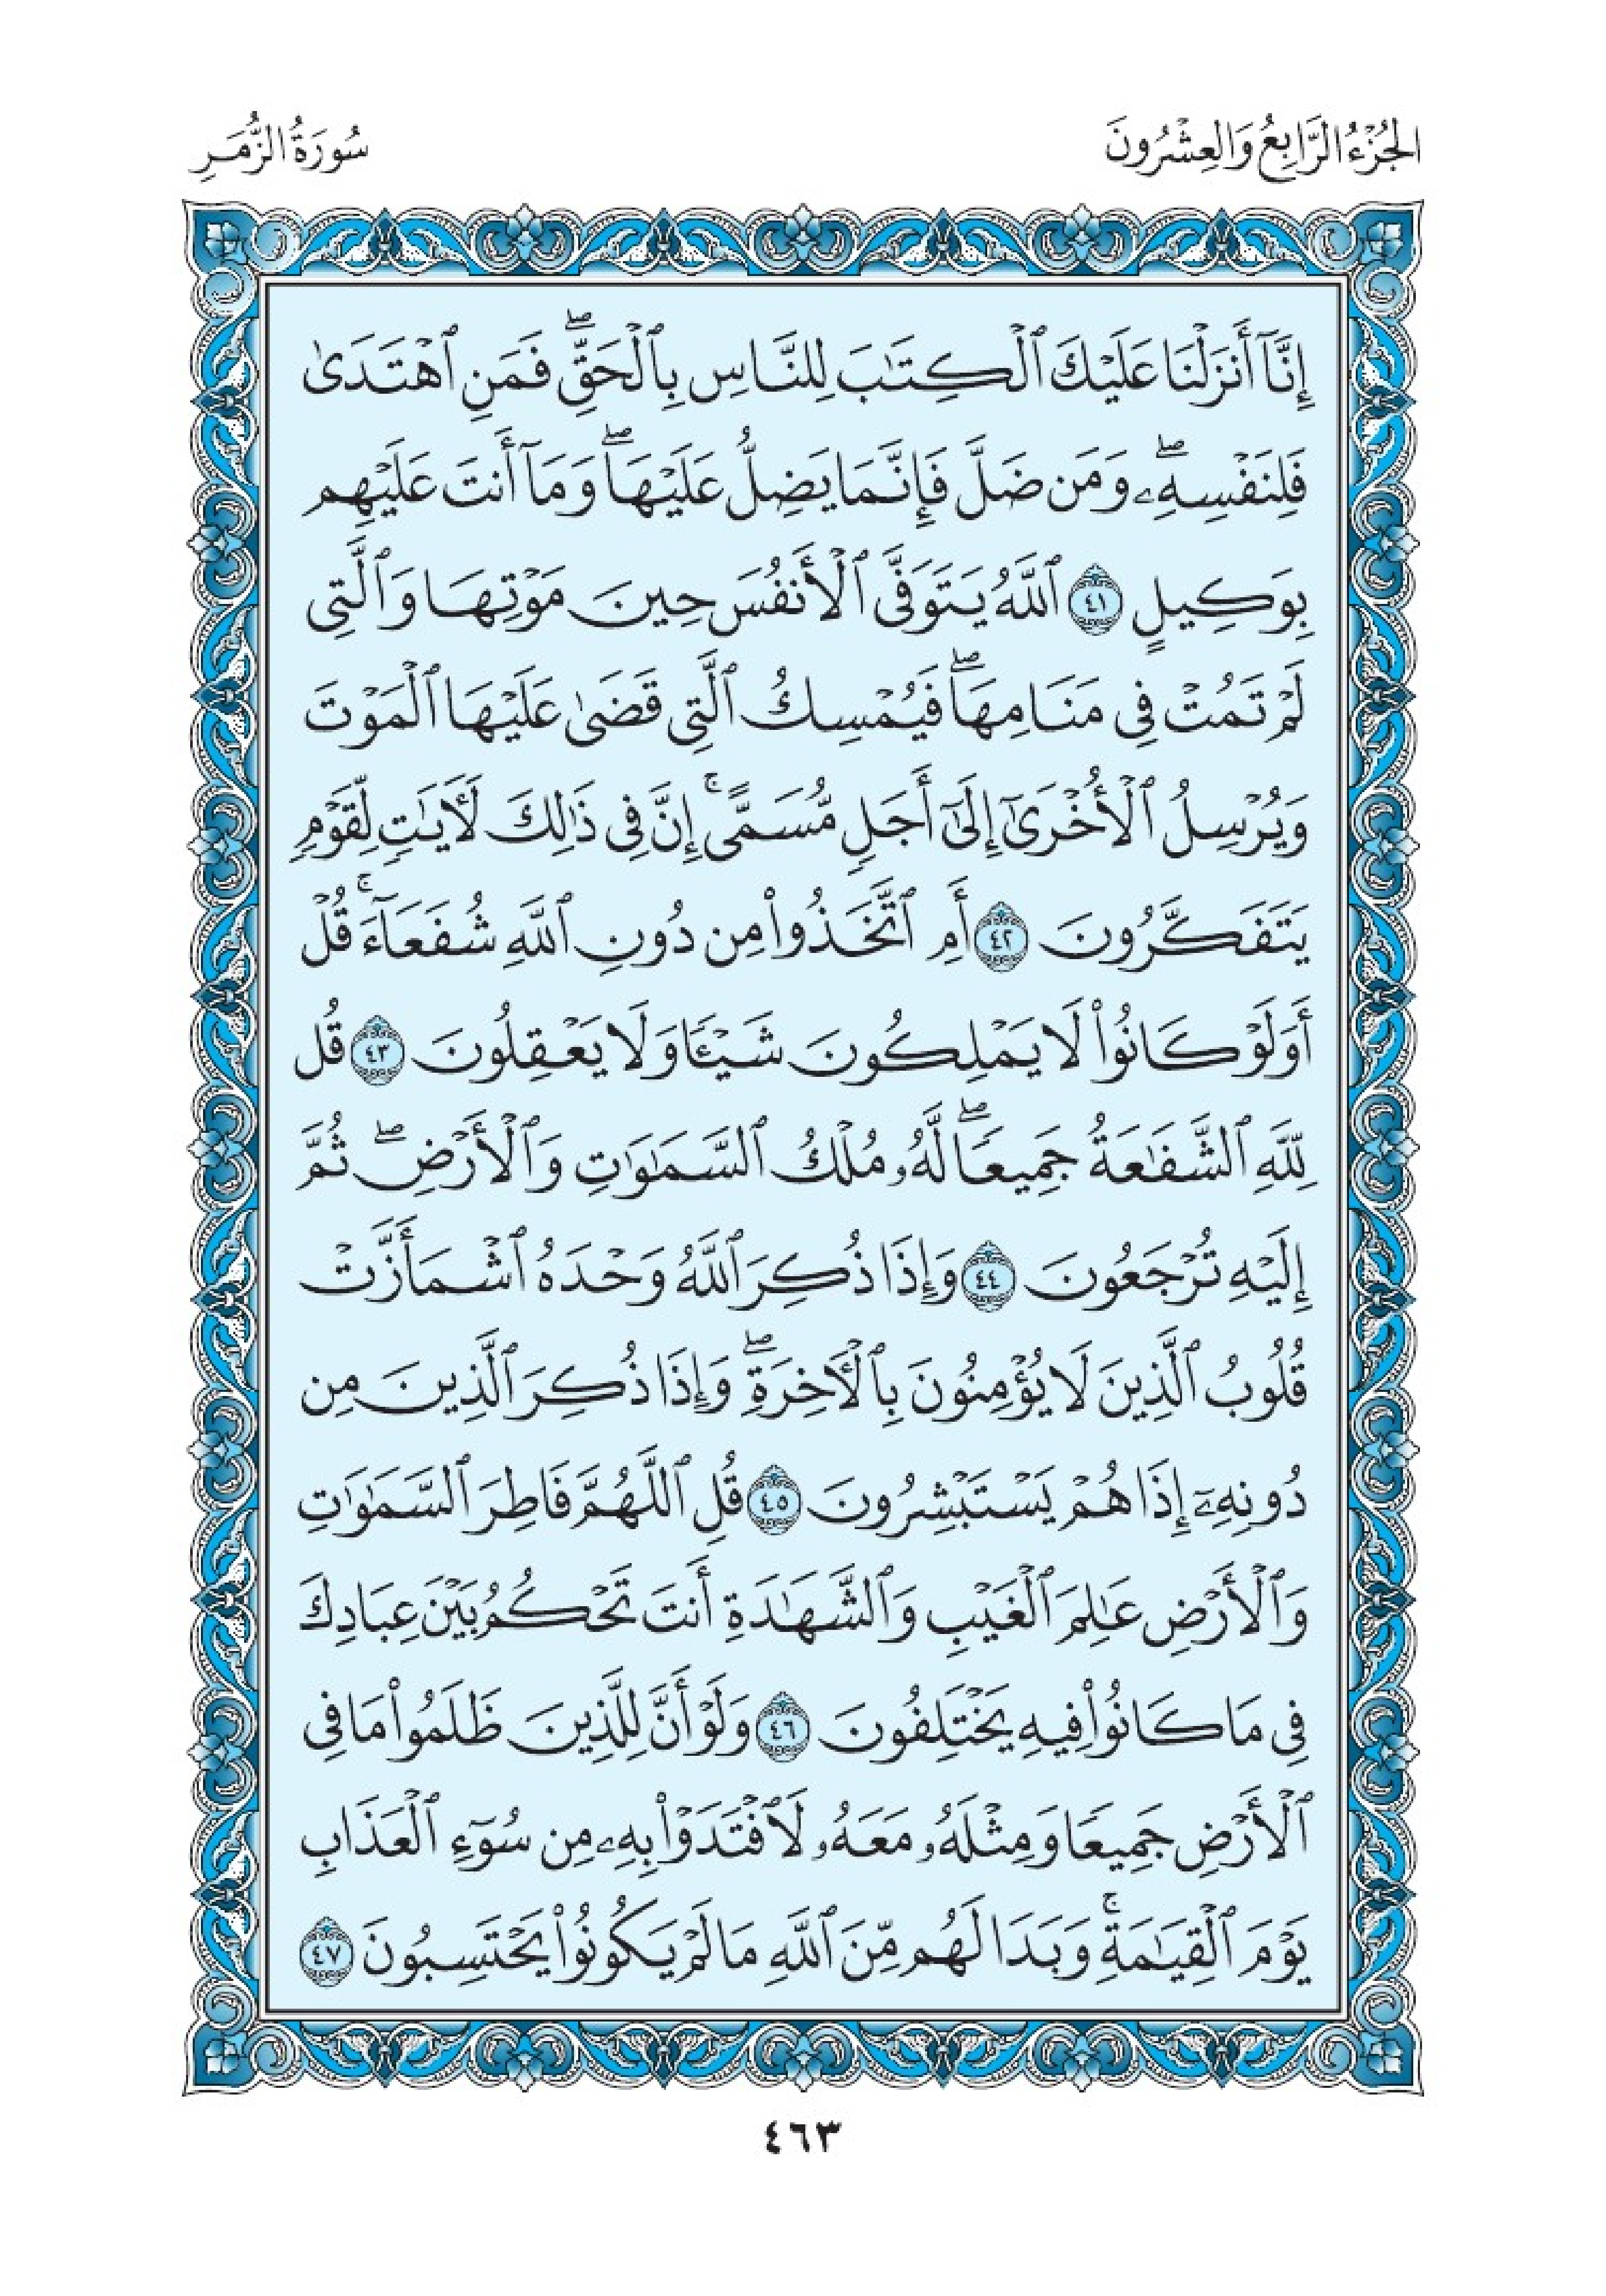 الجُزْءُ الرَّابِعُ وَالعِشْرُونَ
سُورَةُ الزُّمَرِ
إِنَّآ أَنزَلْنَا عَلَيْكَ ٱلْكِتَٰبَ لِلنَّاسِ بِٱلْحَقِّۖ فَمَنِ ٱهْتَدَىٰ
فَلِنَفْسِهِۦۖ وَمَن ضَلَّ فَإِنَّمَا يَضِلُّ عَلَيْهَاۖ وَمَآ أَنتَ عَلَيْهِم
بِوَكِيلٍ ٤١ ٱللَّهُ يَتَوَفَّى ٱلْأَنفُسَ حِينَ مَوْتِهَا وَٱلَّتِى
لَمْ تَمُتْ فِى مَنَامِهَاۖ فَيُمْسِكُ ٱلَّتِى قَضَىٰ عَلَيْهَا ٱلْمَوْتَ
وَيُرْسِلُ ٱلْأُخْرَىٰٓ إِلَىٰٓ أَجَلٍ مُّسَمًّىۚ إِنَّ فِى ذَٰلِكَ لَءَايَٰتٍ لِّقَوْمٍ
يَتَفَكَّرُونَ ٤٢ أَمِ ٱتَّخَذُوا۟ مِن دُونِ ٱللَّهِ شُفَعَآءَۚ قُلْ
أَوَلَوْ كَانُوا۟ لَا يَمْلِكُونَ شَيْـًٔا وَلَا يَعْقِلُونَ ٤٣ قُل
لِّلَّهِ ٱلشَّفَٰعَةُ جَمِيعًاۖ لَّهُۥ مُلْكُ ٱلسَّمَٰوَٰتِ وَٱلْأَرْضِۖ ثُمَّ
إِلَيْهِ تُرْجَعُونَ ٤٤ وَإِذَا ذُكِرَ ٱللَّهُ وَحْدَهُ ٱشْمَأَزَّتْ
قُلُوبُ ٱلَّذِينَ لَا يُؤْمِنُونَ بِٱلْءَاخِرَةِۖ وَإِذَا ذُكِرَ ٱلَّذِينَ مِن
دُونِهِۦٓ إِذَا هُمْ يَسْتَبْشِرُونَ ٤٥ قُلِ ٱللَّهُمَّ فَاطِرَ ٱلسَّمَٰوَٰتِ
وَٱلْأَرْضِ عَٰلِمَ ٱلْغَيْبِ وَٱلشَّهَٰدَةِ أَنتَ تَحْكُمُ بَيْنَ عِبَادِكَ
فِى مَا كَانُوا۟ فِيهِ يَخْتَلِفُونَ ٤٦ وَلَوْ أَنَّ لِلَّذِينَ ظَلَمُوا۟ مَا فِى
ٱلْأَرْضِ جَمِيعًا وَمِثْلَهُۥ مَعَهُۥ لَٱفْتَدَوْا۟ بِهِۦ مِن سُوٓءِ ٱلْعَذَابِ
يَوْمَ ٱلْقِيَٰمَةِۚ وَبَدَا لَهُم مِّنَ ٱللَّهِ مَا لَمْ يَكُونُوا۟ يَحْتَسِبُونَ ٤٧
٤٦٣